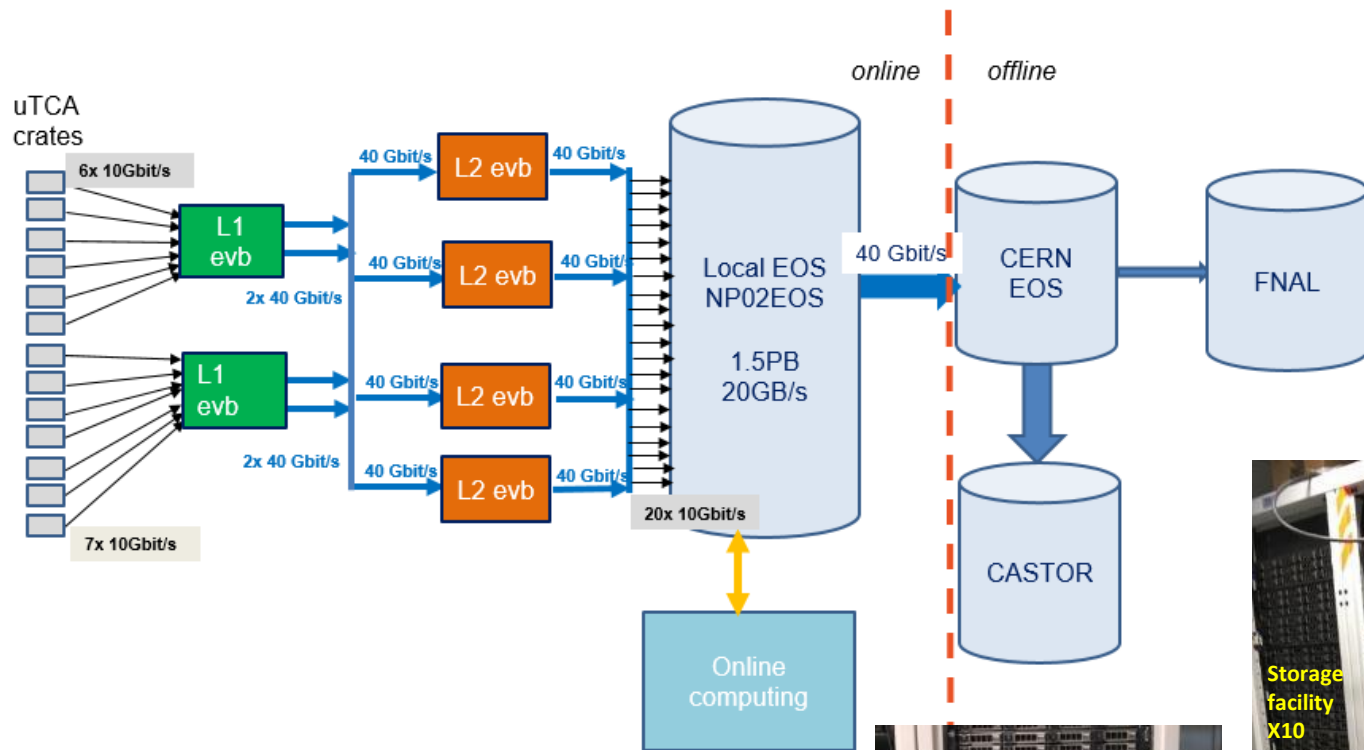 online
offline
uTCA
crates
6x 10Gbit/s
L1
evb
2x 40 Gbit/s
L1
evb
2x 40 Gbit/s
7x 10Gbit/s
40 Gbit/s
L2 evb
40 Gbit/s
40 Gbit/s
L2 evb
40 Gbit/s
40 Gbit/s
L2 evb
40 Gbit/s
40 Gbit/s
L2 evb
40 Gbit/s
20x 10Gbit/s
Local EOS
NP02EOS
1.5PB
20GB/s
40 Gbit/s
CERN
EOS
FNAL
CASTOR
Online
computing
Storage
facility
X10